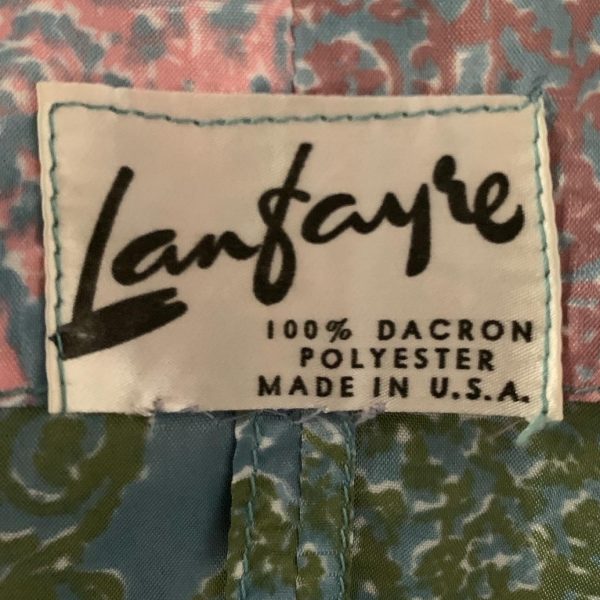 Lanfayre
100% DACRON
POLYESTER
MADE IN U.S.A.